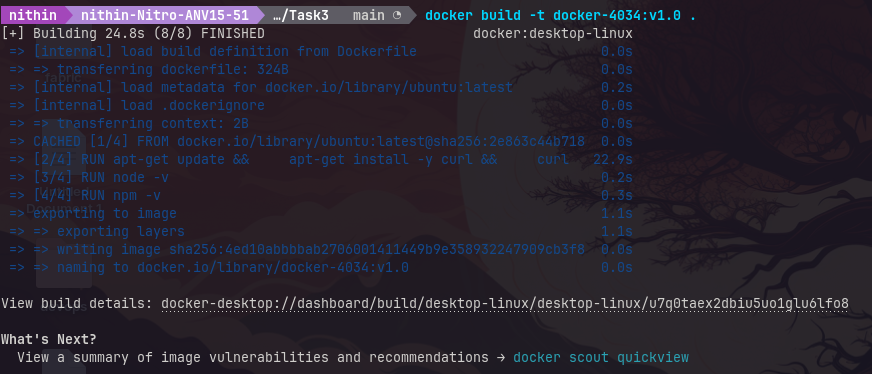 nithin nithin-Nitro-ANV15-51 …/Task3 main docker build -t docker-4034:v1.0 .
[+] Building 24.8s (8/8) FINISHED docker:desktop-linux
=> [internal] load build definition from Dockerfile 0.0s
=> => transferring dockerfile: 324B 0.0s
=> [internal] load metadata for docker.io/library/ubuntu:latest 0.2s
=> [internal] load .dockerignore 0.0s
=> => transferring context: 2B 0.0s
=> CACHED [1/4] FROM docker.io/library/ubuntu:latest@sha256:2e863c44b718 0.0s
=> [2/4] RUN apt-get update && apt-get install -y curl && curl 22.9s
=> [3/4] RUN node -v 0.2s
=> [4/4] RUN npm -v 0.3s
=> exporting to image 1.1s
=> => exporting layers 1.1s
=> => writing image sha256:4ed10abbbbab2706001411449b9e358932247909cb3f8 0.0s
=> => naming to docker.io/library/docker-4034:v1.0 0.0s
View build details: docker-desktop://dashboard/build/desktop-linux/desktop-linux/u7q0taex2dbiu5uo1glu6lfo8
What's Next?
View a summary of image vulnerabilities and recommendations → docker scout quickview